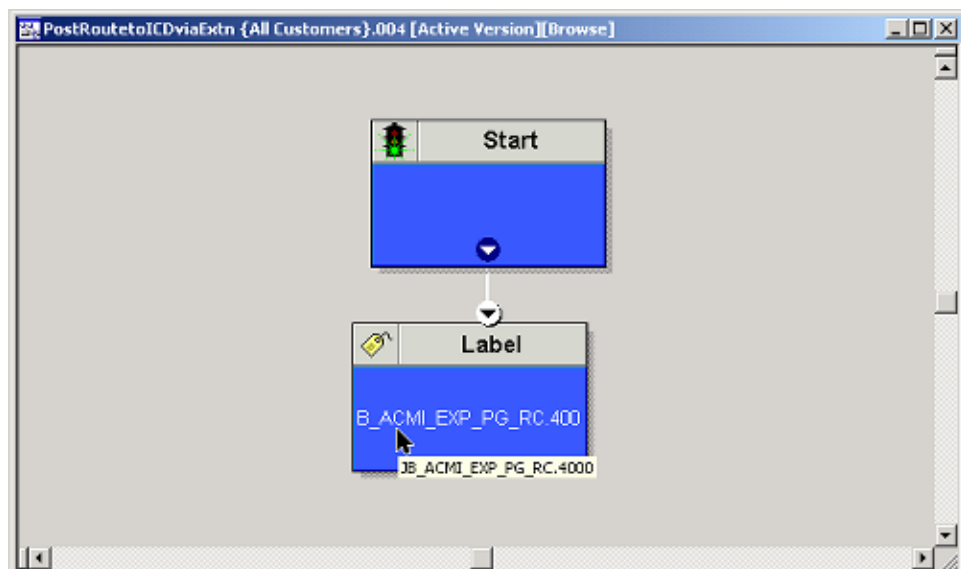 PostRoutetoICDviaExtn {All Customers}.004 [Active Version][Browse]
Start
Label
B_ACMI_EXP_PG_RC.400
JB_ACMI_EXP_PG_RC.4000